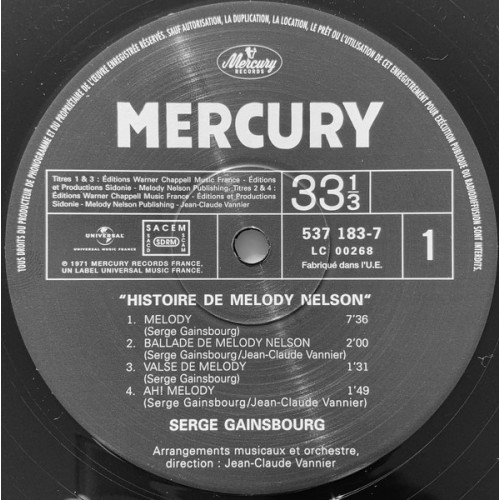 TOUS DROITS DU PRODUCTEUR DE PHONOGRAMME ET DU PROPRIÉTAIRE DE L'ŒUVRE ENREGISTRÉE RÉSERVÉS. SAUF AUTORISATION, LA DUPLICATION, LA LOCATION, LE PRÊT OU L'UTILISATION DE CET ENREGISTREMENT POUR EXÉCUTION PUBLIQUE OU RADIODIFFUSION SONT INTERDITS.
Mercury
RECORDS
MERCURY
Titres 1 & 3 : Éditions Warner Chappell Music France - Éditions
et Productions Sidonie - Melody Nelson Publishing. Titres 2 & 4 :
Éditions Warner Chappell Music France - Éditions et Productions
Sidonie - Melody Nelson Publishing - Jean-Claude Vannier
33 1/3
UNIVERSAL
UNIVERSAL MUSIC FRANCE
SACEM
SACD
SDRM
SCAM
SGDL
537 183-7
LC 00268
Fabriqué dans l'U.E.
1
℗ 1971 MERCURY RECORDS FRANCE,
UN LABEL UNIVERSAL MUSIC FRANCE.
"HISTOIRE DE MELODY NELSON"
1. MELODY 7'36
(Serge Gainsbourg)
2. BALLADE DE MELODY NELSON 2'00
(Serge Gainsbourg/Jean-Claude Vannier)
3. VALSE DE MELODY 1'31
(Serge Gainsbourg)
4. AH! MELODY 1'49
(Serge Gainsbourg/Jean-Claude Vannier)
SERGE GAINSBOURG
Arrangements musicaux et orchestre,
direction : Jean-Claude Vannier